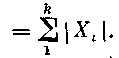 = \sum_{1}^{k} | X_i |.